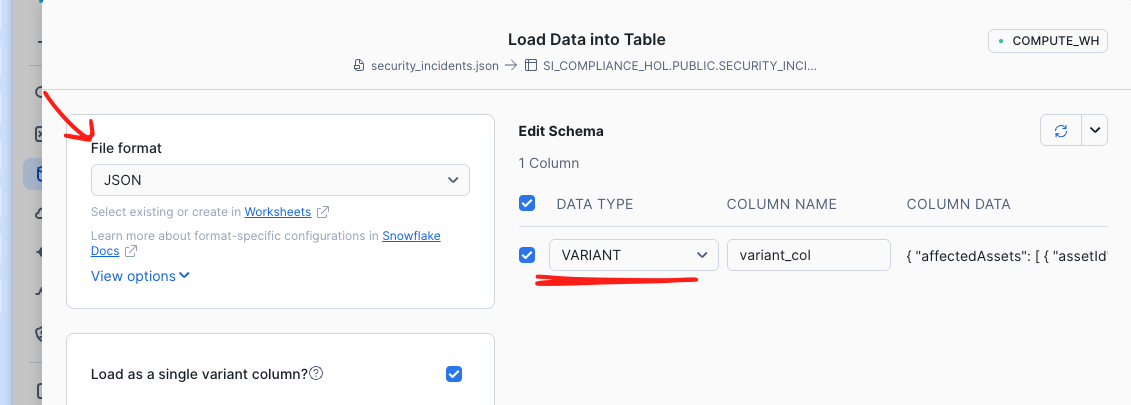 Load Data into Table
COMPUTE_WH
security_incidents.json → SI_COMPLIANCE_HOL.PUBLIC.SECURITY_INCI...
File format
JSON
Select existing or create in Worksheets
Learn more about format-specific configurations in Snowflake
Docs
View options
Load as a single variant column?
Edit Schema
1 Column
DATA TYPE COLUMN NAME COLUMN DATA
VARIANT variant_col { "affectedAssets": [ { "assetId"